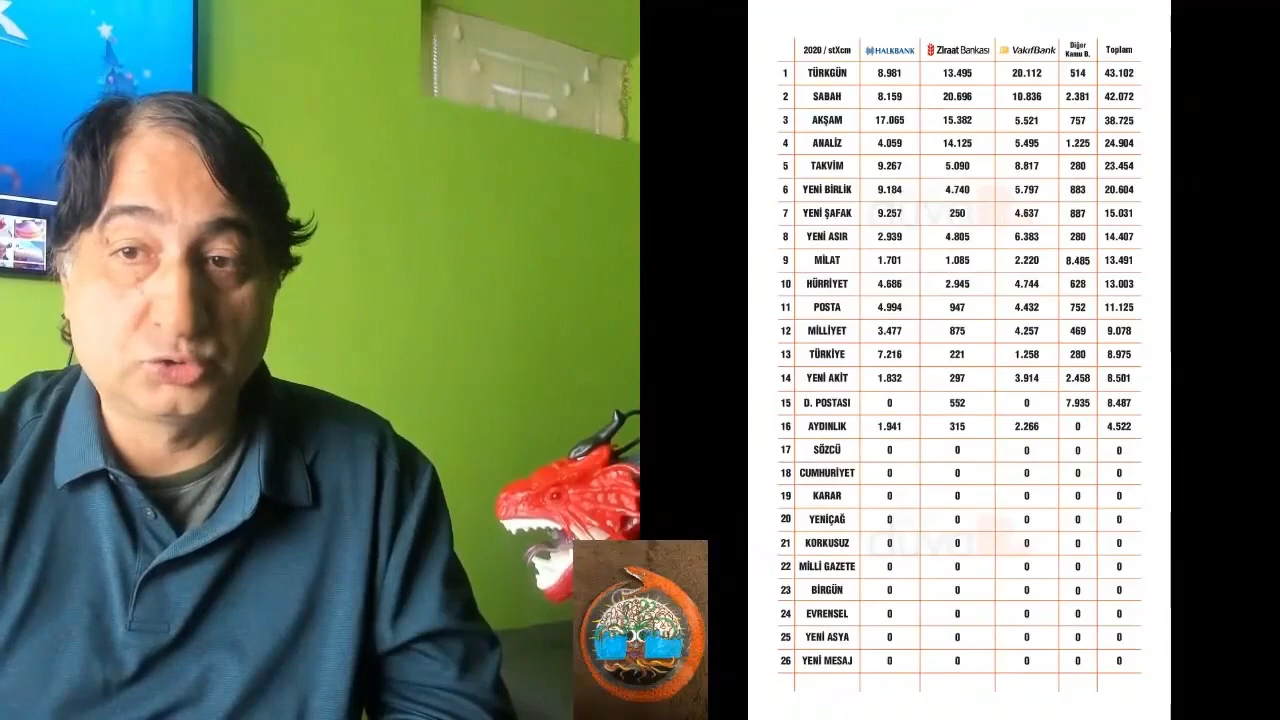 2020 / stXcm HALKBANK Ziraat Bankası VakıfBank Diğer Kamu B. Toplam
1 TÜRKGÜN 8.981 13.495 20.112 514 43.102
2 SABAH 8.159 20.696 10.836 2.381 42.072
3 AKŞAM 17.065 15.382 5.521 757 38.725
4 ANALİZ 4.059 14.125 5.495 1.225 24.904
5 TAKVİM 9.267 5.090 8.817 280 23.454
6 YENİ BİRLİK 9.184 4.740 5.797 883 20.604
7 YENİ ŞAFAK 9.257 250 4.637 887 15.031
8 YENİ ASIR 2.939 4.805 6.383 280 14.407
9 MİLAT 1.701 1.085 2.220 8.485 13.491
10 HÜRRİYET 4.686 2.945 4.744 628 13.003
11 POSTA 4.994 947 4.432 752 11.125
12 MİLLİYET 3.477 875 4.257 469 9.078
13 TÜRKİYE 7.216 221 1.258 280 8.975
14 YENİ AKİT 1.832 297 3.914 2.458 8.501
15 D. POSTASI 0 552 0 7.935 8.487
16 AYDINLIK 1.941 315 2.266 0 4.522
17 SÖZCÜ 0 0 0 0 0
18 CUMHURİYET 0 0 0 0 0
19 KARAR 0 0 0 0 0
20 YENİÇAĞ 0 0 0 0 0
21 KORKUSUZ 0 0 0 0 0
22 MİLLİ GAZETE 0 0 0 0 0
23 BİRGÜN 0 0 0 0 0
24 EVRENSEL 0 0 0 0 0
25 YENİ ASYA 0 0 0 0 0
26 YENİ MESAJ 0 0 0 0 0